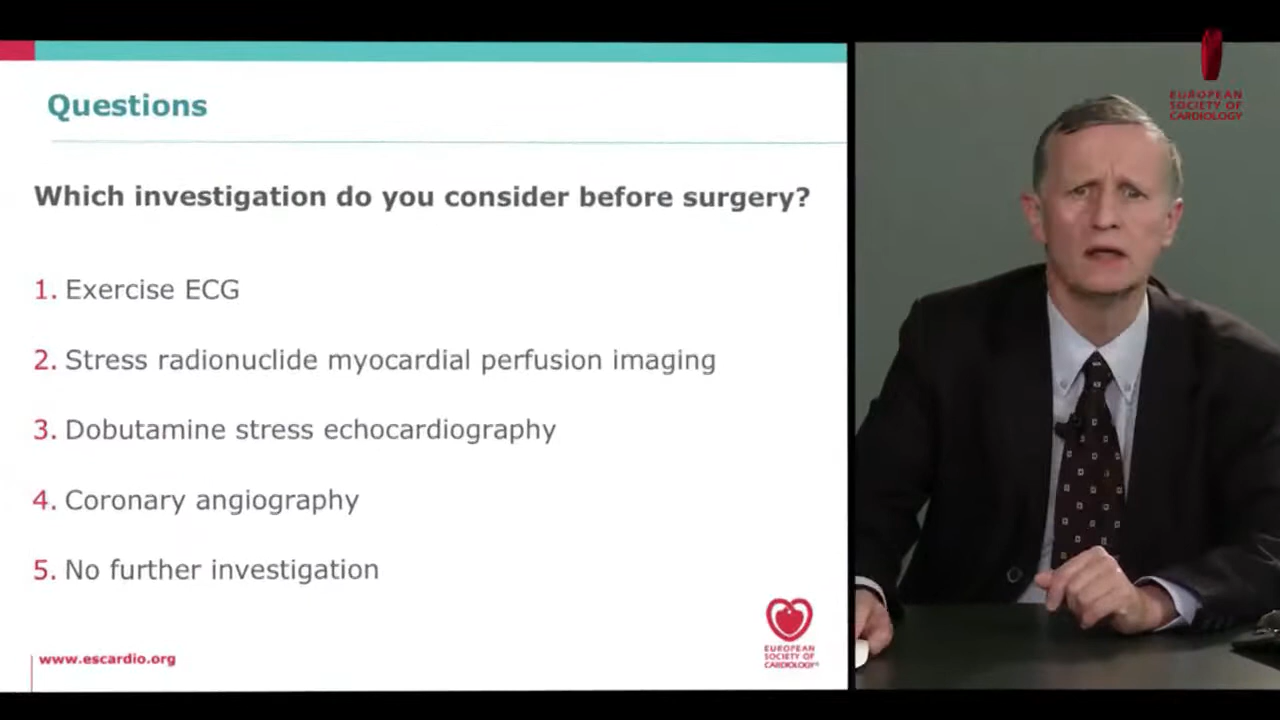 Questions
Which investigation do you consider before surgery?
1. Exercise ECG
2. Stress radionuclide myocardial perfusion imaging
3. Dobutamine stress echocardiography
4. Coronary angiography
5. No further investigation
www.escardio.org
EUROPEAN
SOCIETY OF
CARDIOLOGY®
EUROPEAN
SOCIETY OF
CARDIOLOGY